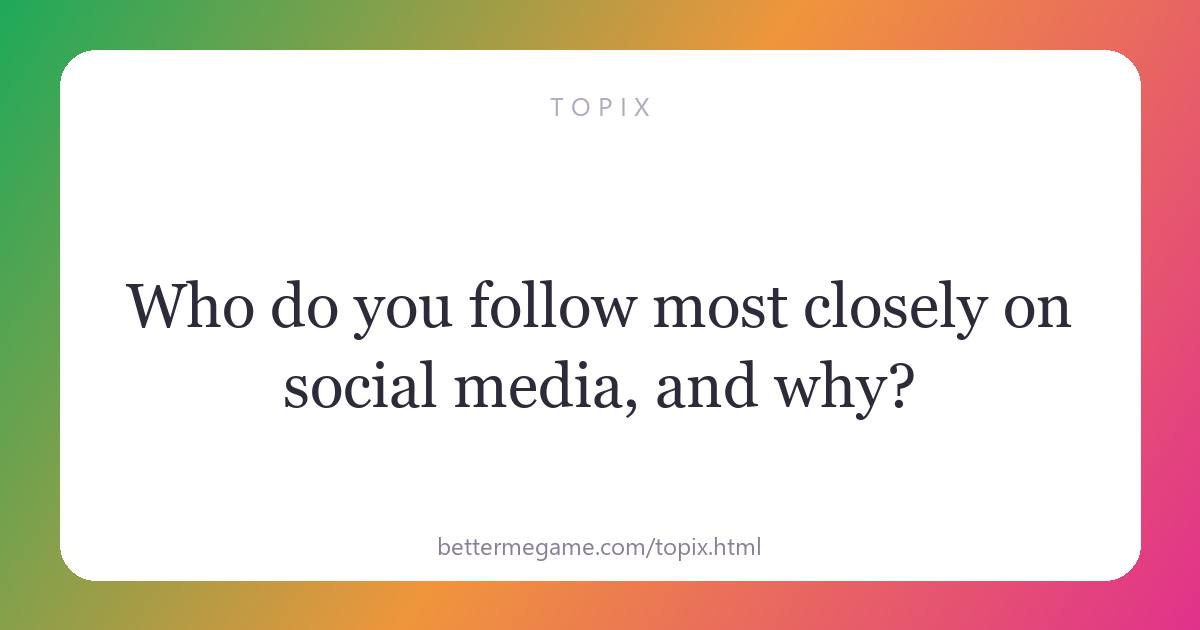 TOPIX
Who do you follow most closely on
social media, and why?
bettermegame.com/topix.html